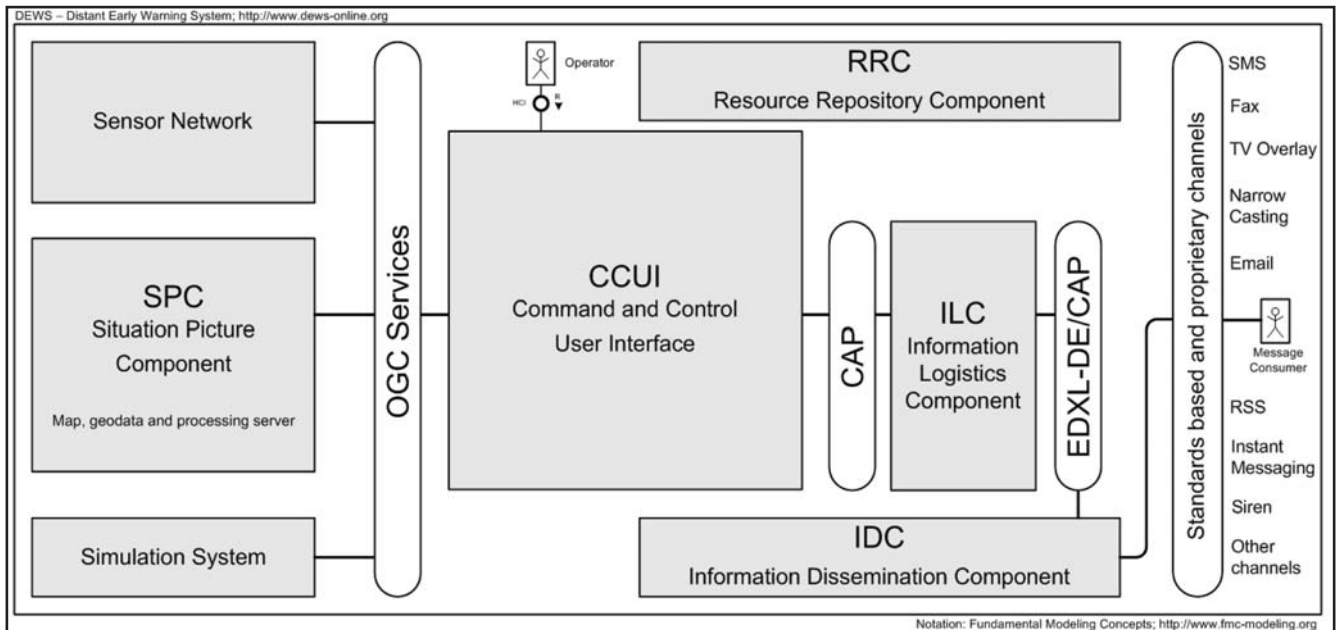 DEWS – Distant Early Warning System; http://www.dews-online.org
Sensor Network
SPC
Situation Picture
Component
Map, geodata and processing server
Simulation System
OGC Services
Operator
HCI
R
CCUI
Command and Control
User Interface
RRC
Resource Repository Component
CAP
ILC
Information
Logistics
Component
EDXL-DE/CAP
IDC
Information Dissemination Component
Standards based and proprietary channels
SMS
Fax
TV Overlay
Narrow
Casting
Email
Message
Consumer
RSS
Instant
Messaging
Siren
Other
channels
Notation: Fundamental Modeling Concepts; http://www.fmc-modeling.org